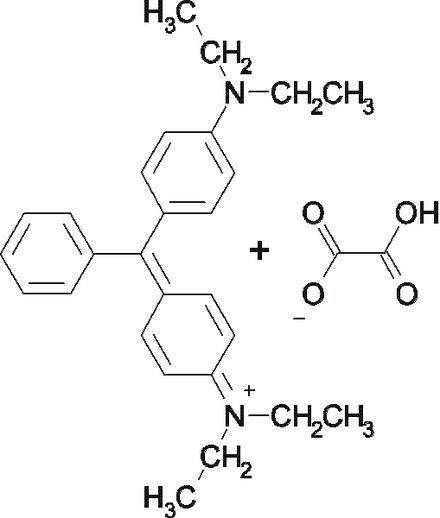 H3C
CH2
N CH2CH3
O OH
+
O O
−
+
N CH2CH3
CH2
H3C